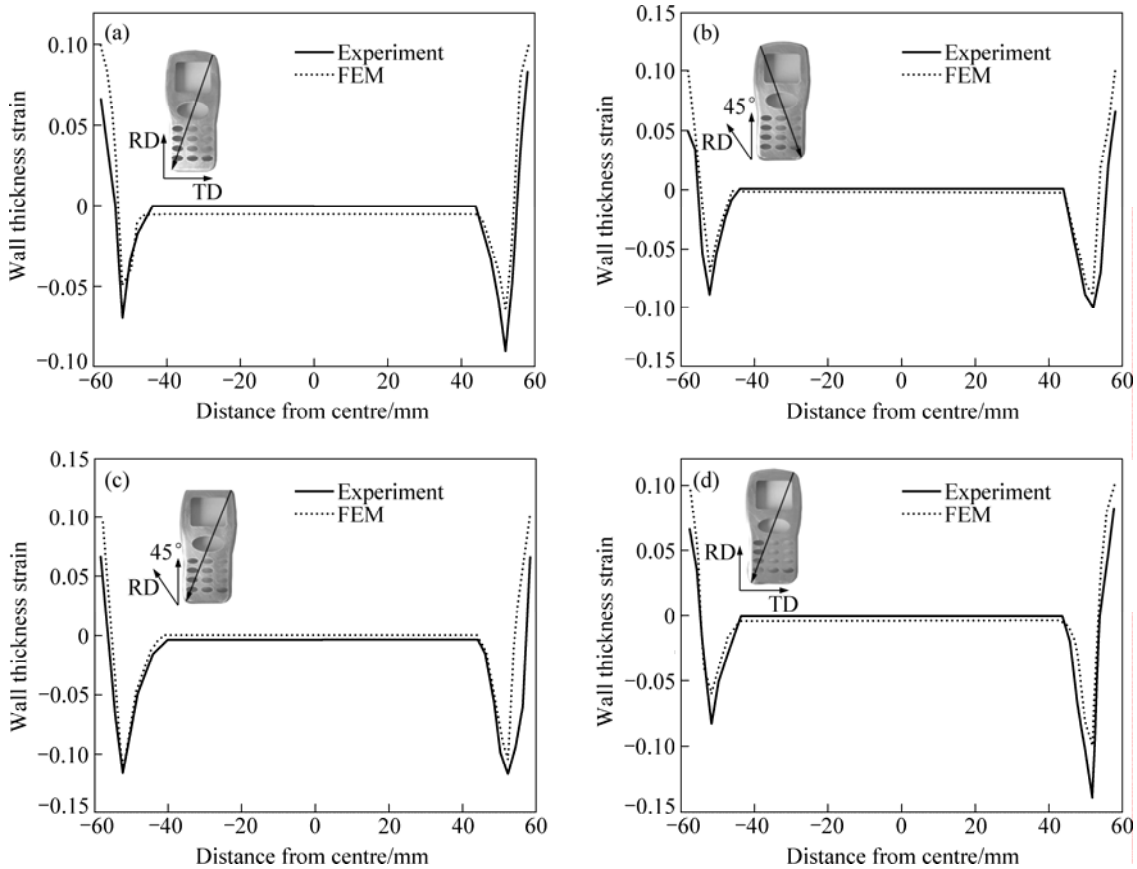 (a)
Experiment
FEM
RD
TD
0.10
0.05
0
−0.05
−0.10
Wall thickness strain
−60 −40 −20 0 20 40 60
Distance from centre/mm
(b)
Experiment
FEM
45°
RD
0.15
0.10
0.05
0
−0.05
−0.10
0.15
Wall thickness strain
−60 −40 −20 0 20 40 60
Distance from centre/mm
(c)
Experiment
FEM
45°
RD
0.15
0.10
0.05
0
−0.05
−0.10
−0.15
Wall thickness strain
−60 −40 −20 0 20 40 60
Distance from centre/mm
(d)
Experiment
FEM
RD
TD
0.10
0.05
0
−0.05
−0.10
−0.15
Wall thickness strain
−60 −40 −20 0 20 40 60
Distance from centre/mm